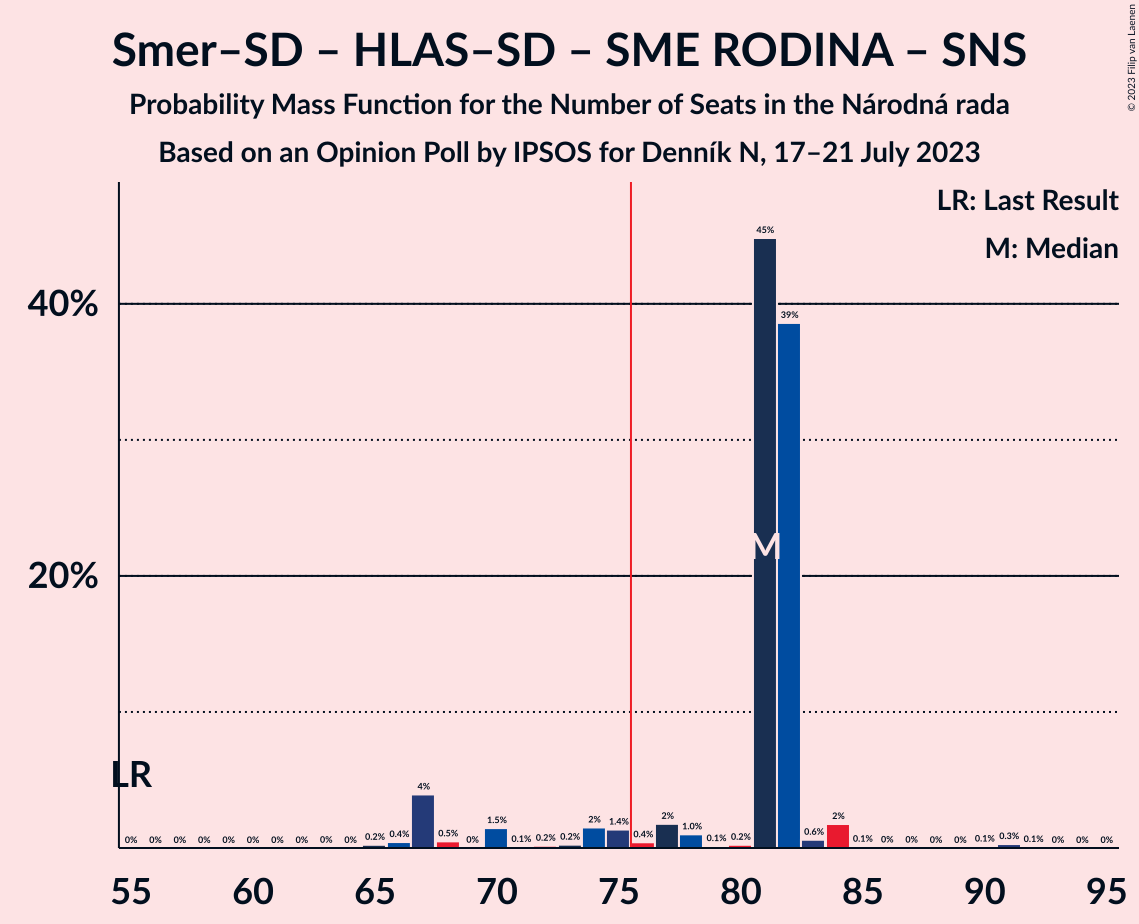 Smer–SD – HLAS–SD – SME RODINA – SNS
Probability Mass Function for the Number of Seats in the Národná rada
Based on an Opinion Poll by IPSOS for Denník N, 17–21 July 2023
© 2023 Filip van Laenen
LR: Last Result
M: Median
40%
20%
45%
39%
M
LR
0% 0% 0% 0% 0% 0% 0% 0% 0% 0% 0.2% 0.4% 4% 0.5% 0% 1.5% 0.1% 0.2% 0.2% 2% 1.4% 0.4% 2% 1.0% 0.1% 0.2% 0.6% 2% 0.1% 0% 0% 0% 0% 0.1% 0.3% 0.1% 0% 0% 0%
55 60 65 70 75 80 85 90 95